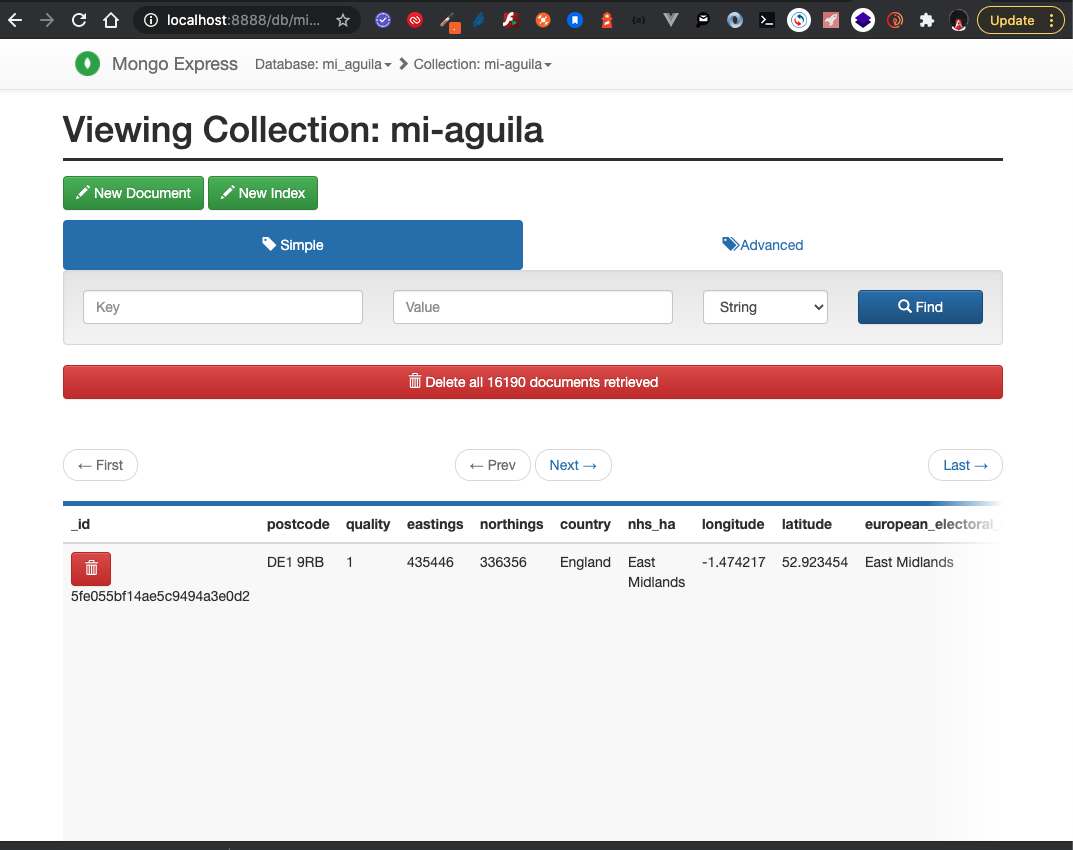 localhost:8888/db/mi...
Update
Mongo Express Database: mi_aguila Collection: mi-aguila
Viewing Collection: mi-aguila
New Document New Index
Simple Advanced
Key Value String Find
Delete all 16190 documents retrieved
← First ← Prev Next → Last →
_id postcode quality eastings northings country nhs_ha longitude latitude european_electoral_
DE1 9RB 1 435446 336356 England East -1.474217 52.923454 East Midlands
Midlands
5fe055bf14ae5c9494a3e0d2